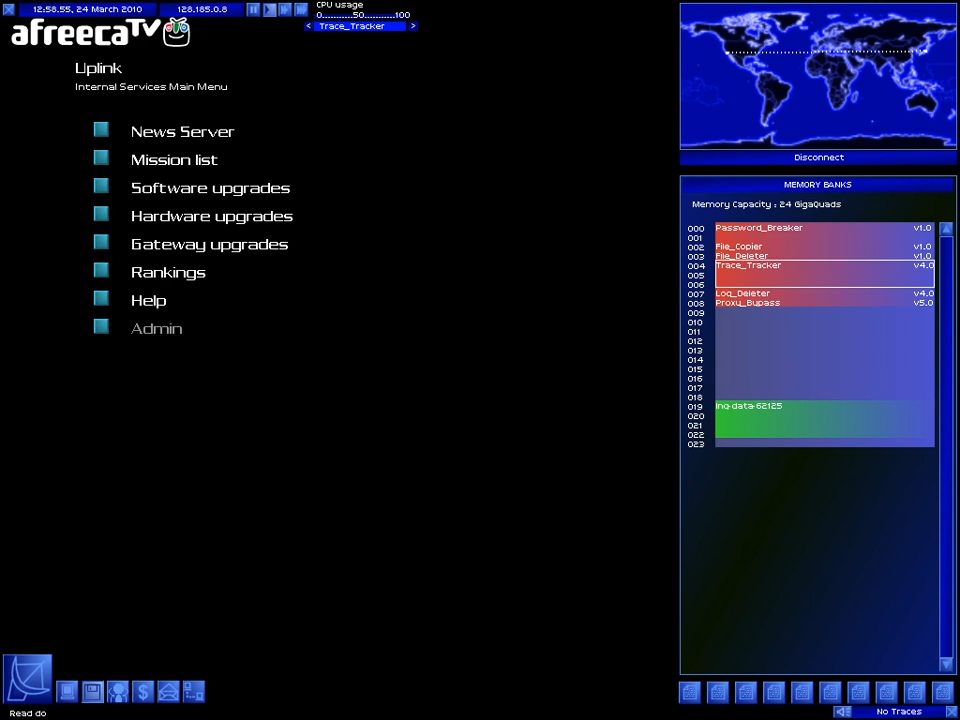 12:58.55, 24 March 2010
128.185.0.8
CPU usage
0..........50..........100
< Trace_Tracker >
afreecaTV
Uplink
Internal Services Main Menu
News Server
Mission list
Software upgrades
Hardware upgrades
Gateway upgrades
Rankings
Help
Admin
Disconnect
MEMORY BANKS
Memory Capacity : 24 GigaQuads
000 Password_Breaker v1.0
001
002 File_Copier v1.0
003 File_Deleter v1.0
004 Trace_Tracker v4.0
005
006
007 Log_Deleter v4.0
008 Proxy_Bypass v5.0
009
010
011
012
013
014
015
016
017
018
019 Inq-data-62125
020
021
022
023
Read do
No Traces